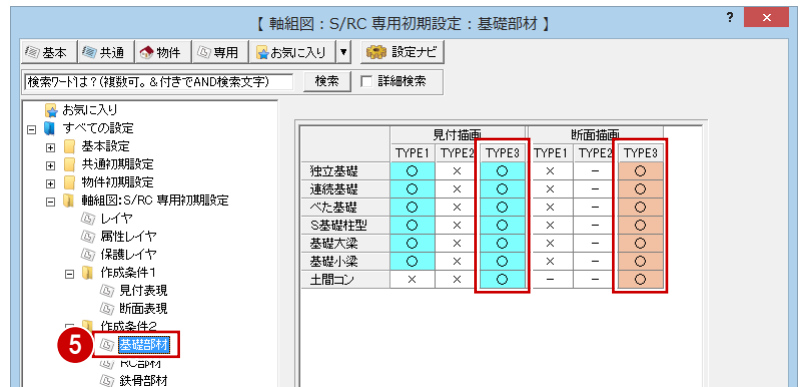 【 軸組図：S/RC 専用初期設定：基礎部材 】
? ×
基本 共通 物件 専用 お気に入り ▼ 設定ナビ
検索ワードは？(複数可。＆付きでAND検索文字) 検索 詳細検索
お気に入り
すべての設定
基本設定
共通初期設定
物件初期設定
軸組図:S/RC 専用初期設定
レイヤ
属性レイヤ
保護レイヤ
作成条件1
見付表現
断面表現
作成条件2
5 基礎部材
RC部材
鉄骨部材
見付描画 断面描画
TYPE1 TYPE2 TYPE3 TYPE1 TYPE2 TYPE3
独立基礎 ○ × ○ × － ○
連続基礎 ○ × ○ × － ○
べた基礎 ○ × ○ × － ○
S基礎柱型 ○ × ○ × － ○
基礎大梁 ○ × ○ × － ○
基礎小梁 ○ × ○ × － ○
土間コン × × ○ － － ○